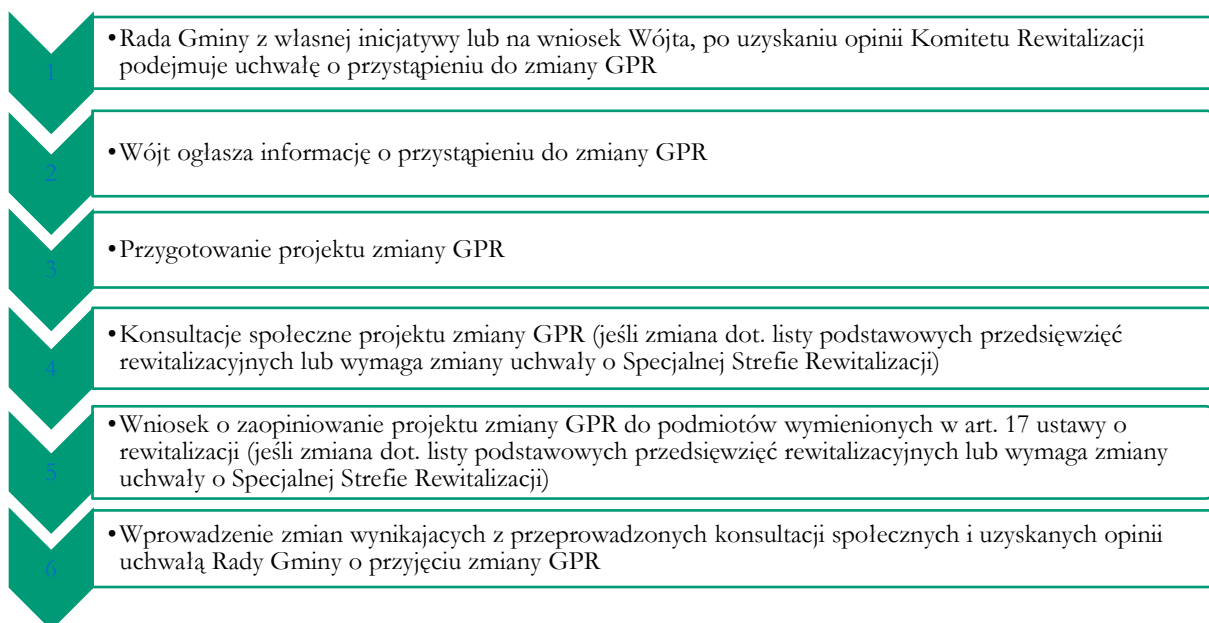 1
•Rada Gminy z własnej inicjatywy lub na wniosek Wójta, po uzyskaniu opinii Komitetu Rewitalizacji
podejmuje uchwałę o przystąpieniu do zmiany GPR
2
•Wójt ogłasza informację o przystąpieniu do zmiany GPR
3
•Przygotowanie projektu zmiany GPR
4
•Konsultacje społeczne projektu zmiany GPR (jeśli zmiana dot. listy podstawowych przedsięwzięć
rewitalizacyjnych lub wymaga zmiany uchwały o Specjalnej Strefie Rewitalizacji)
5
•Wniosek o zaopiniowanie projektu zmiany GPR do podmiotów wymienionych w art. 17 ustawy o
rewitalizacji (jeśli zmiana dot. listy podstawowych przedsięwzięć rewitalizacyjnych lub wymaga zmiany
uchwały o Specjalnej Strefie Rewitalizacji)
6
•Wprowadzenie zmian wynikajacych z przeprowadzonych konsultacji społecznych i uzyskanych opinii
uchwałą Rady Gminy o przyjęciu zmiany GPR